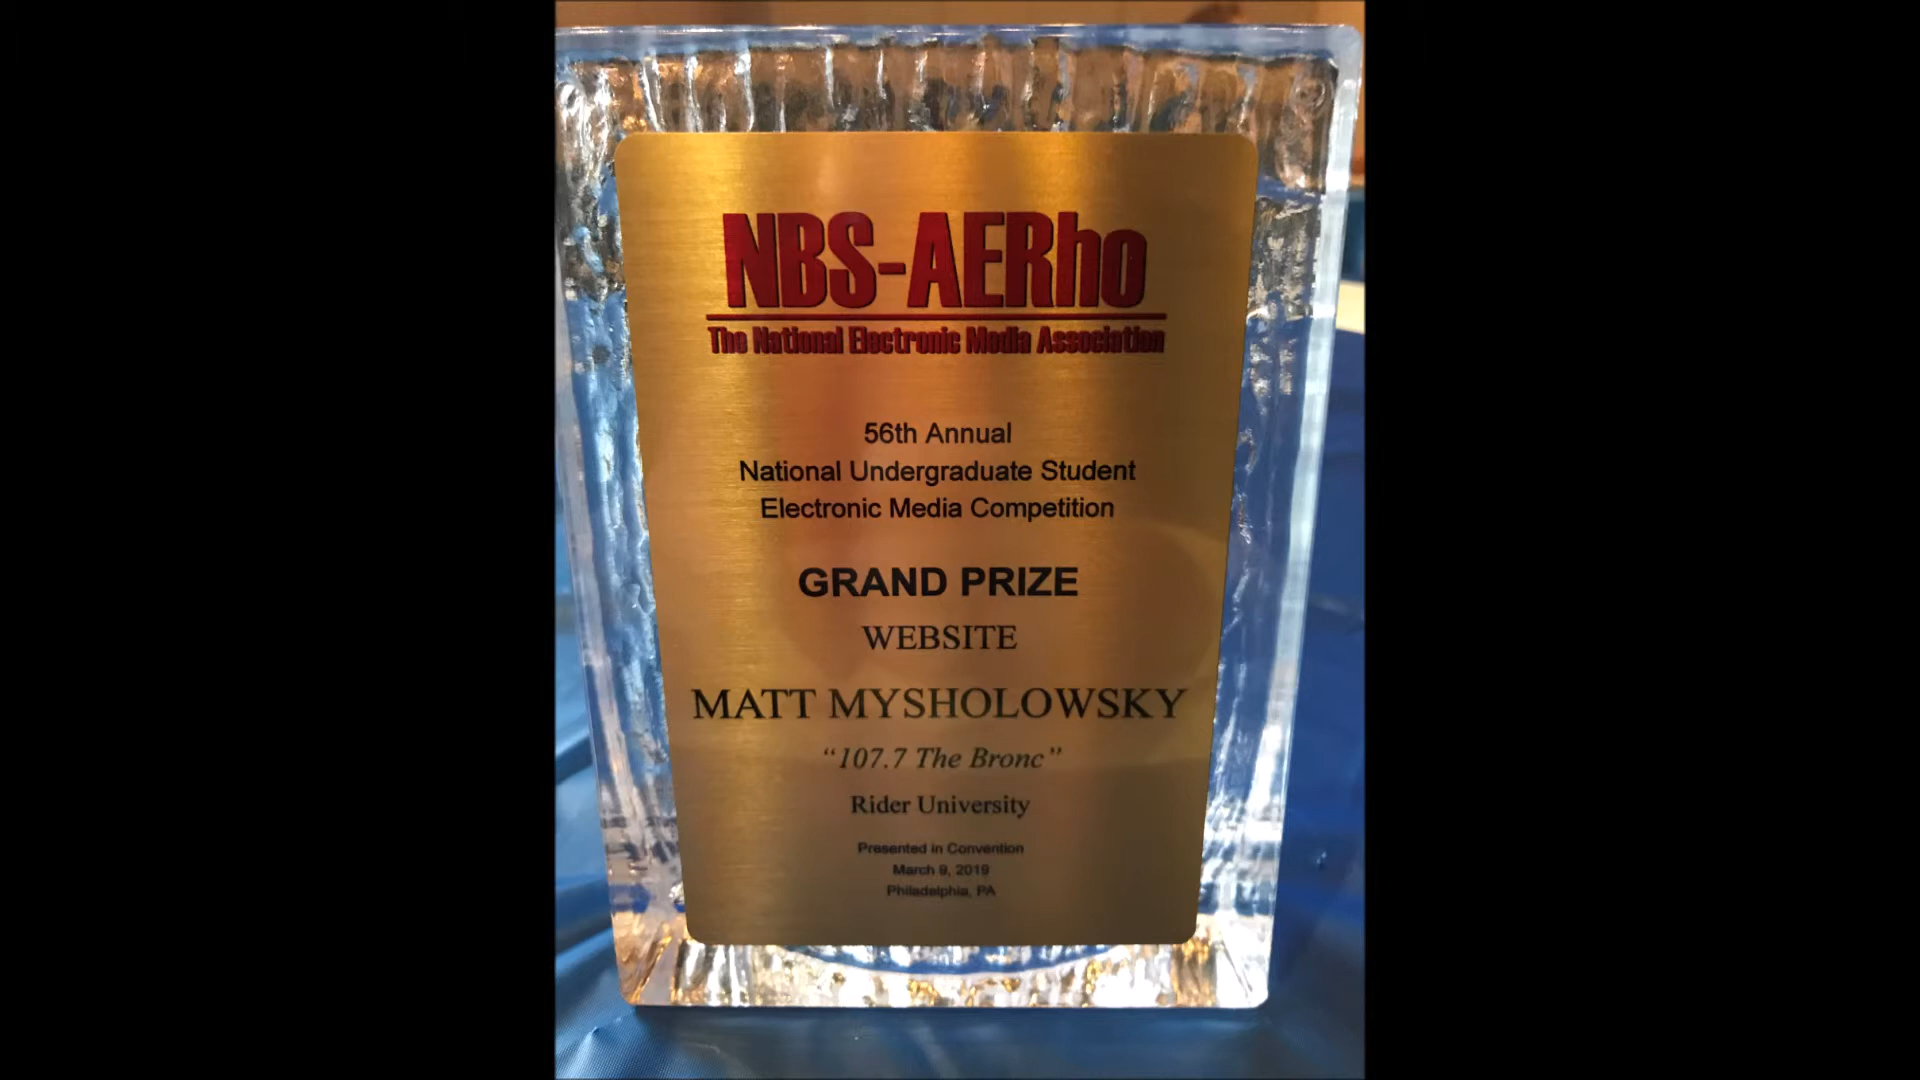 NBS-AERho
The National Electronic Media Association
56th Annual
National Undergraduate Student
Electronic Media Competition
GRAND PRIZE
WEBSITE
MATT MYSHOLOWSKY
“107.7 The Bronc”
Rider University
Presented in Convention
March 9, 2019
Philadelphia, PA